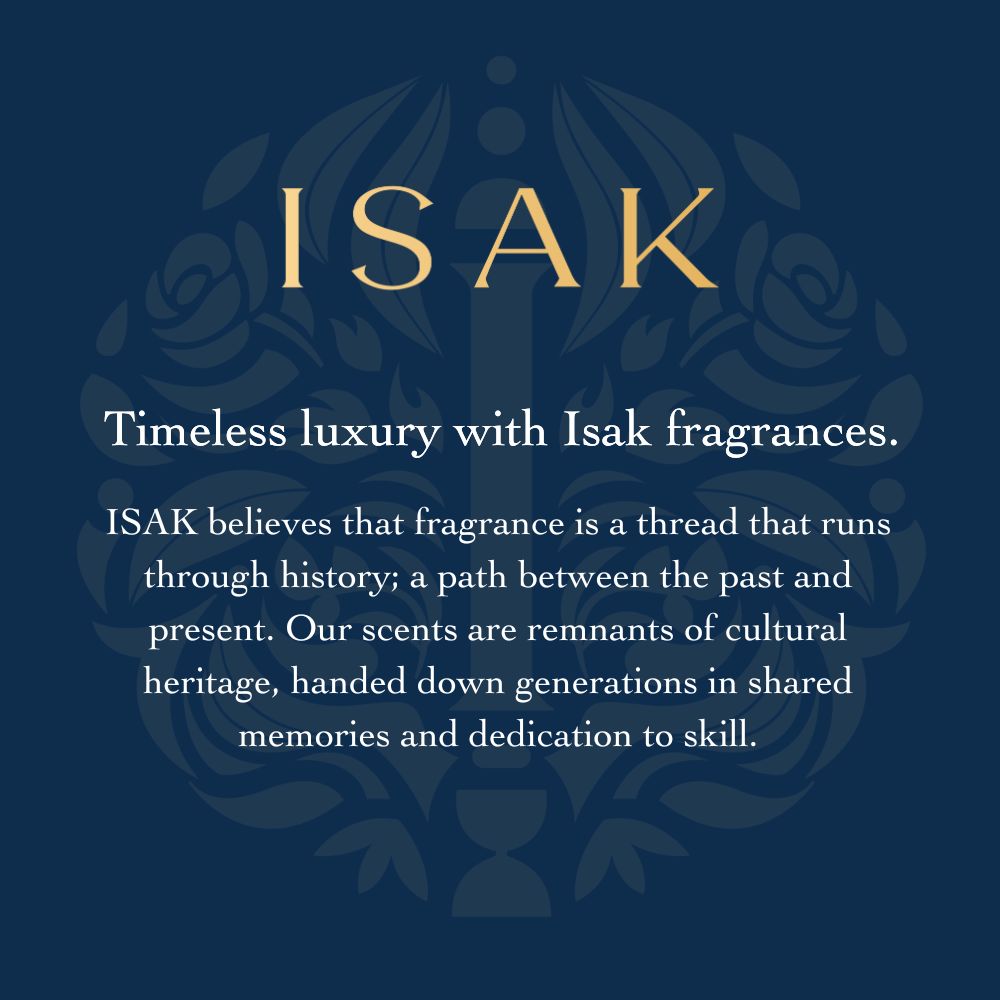 ISAK
Timeless luxury with Isak fragrances.
ISAK believes that fragrance is a thread that runs
through history; a path between the past and
present. Our scents are remnants of cultural
heritage, handed down generations in shared
memories and dedication to skill.